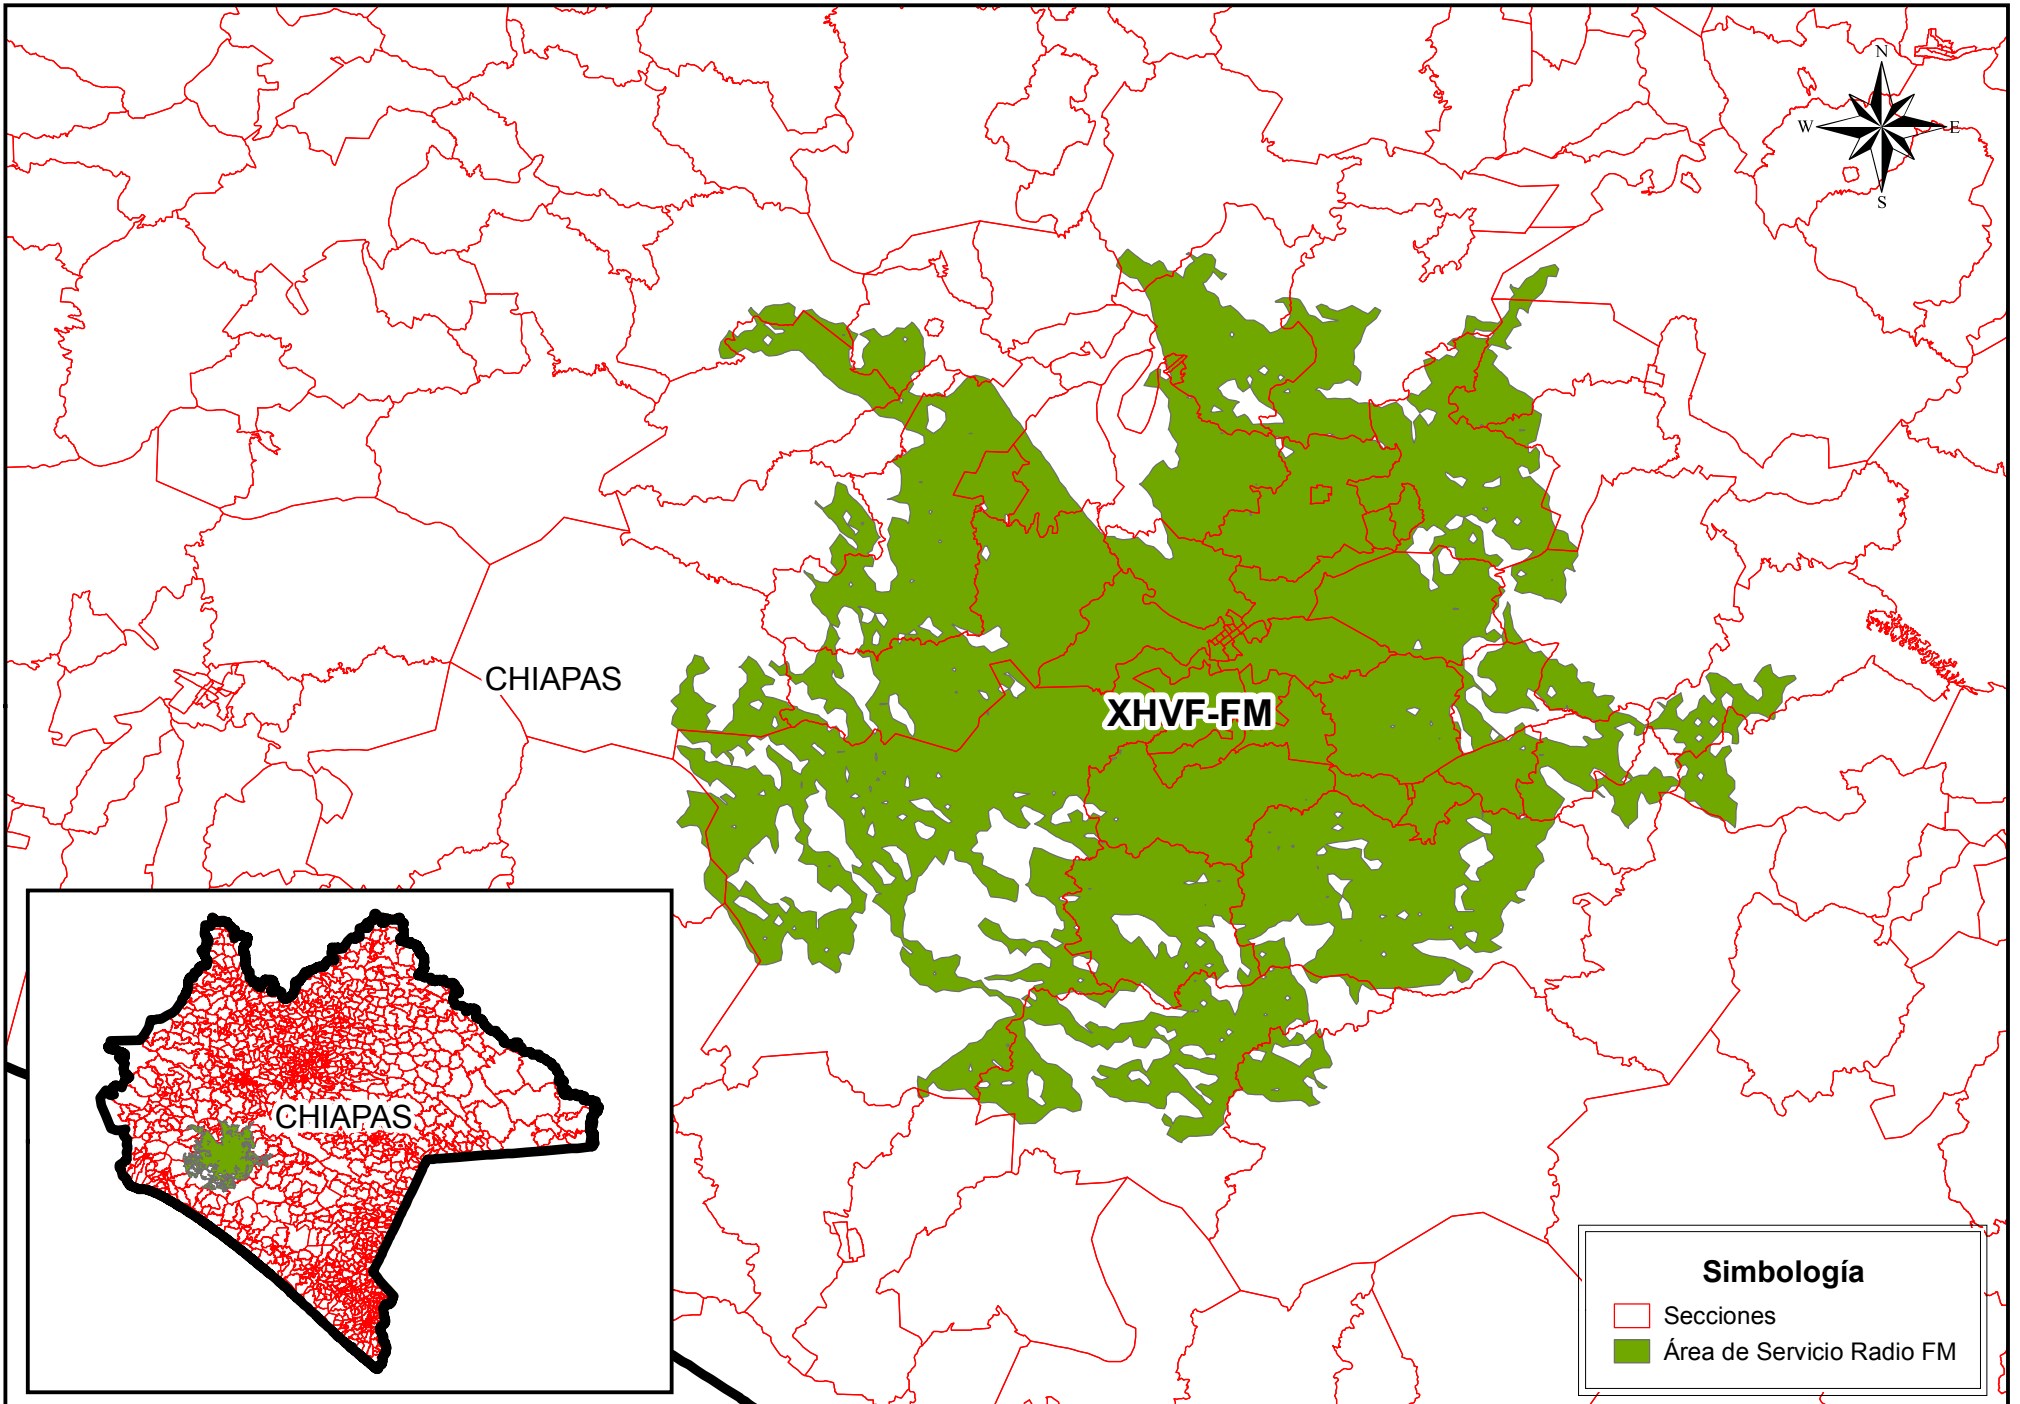 N
W E
S
CHIAPAS
XHVF-FM
CHIAPAS
Simbología
Secciones
Área de Servicio Radio FM